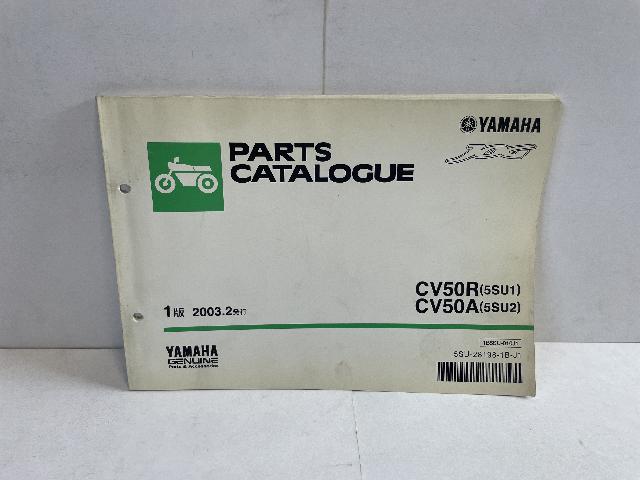 YAMAHA
PARTS
CATALOGUE
CV50R(5SU1)
CV50A(5SU2)
1版 2003.2発行
YAMAHA
GENUINE
Parts & Accessories
5SU-28198-1B-J1